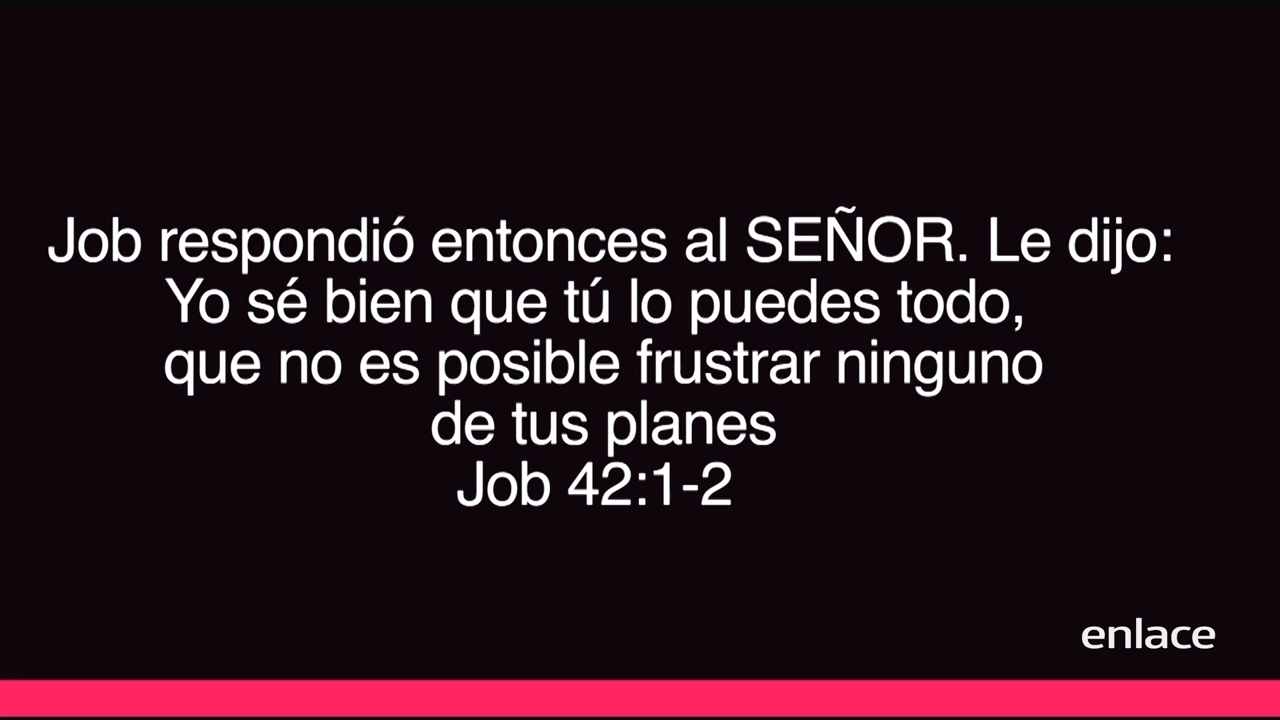 Job respondió entonces al SEÑOR. Le dijo:
Yo sé bien que tú lo puedes todo,
que no es posible frustrar ninguno
de tus planes
Job 42:1-2
enlace